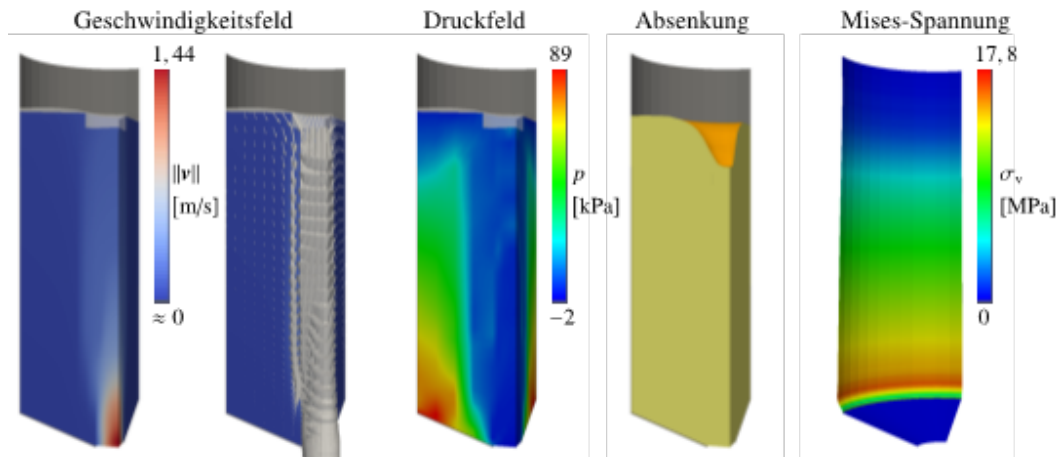 Geschwindigkeitsfeld
Druckfeld
Absenkung
Mises-Spannung
1,44
‖v‖
[m/s]
≈ 0
89
p
[kPa]
−2
17,8
σv
[MPa]
0